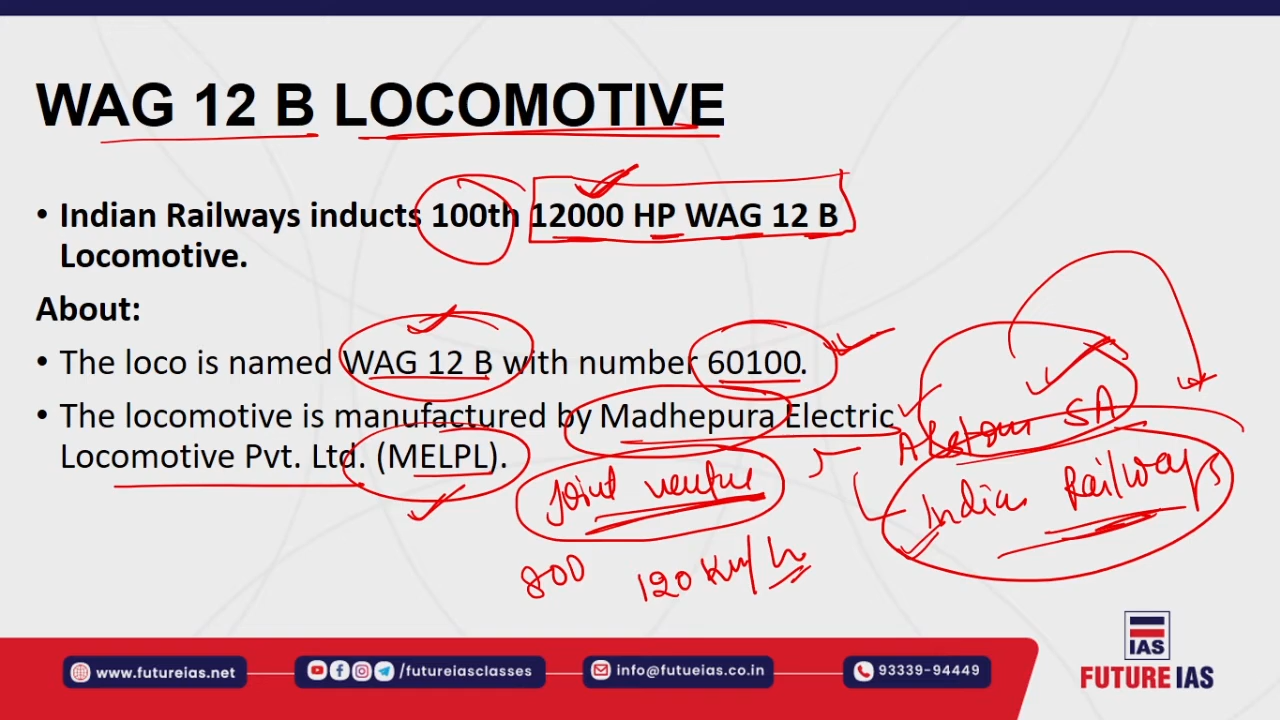 WAG 12 B LOCOMOTIVE
• Indian Railways inducts 100th 12000 HP WAG 12 B
Locomotive.
About:
• The loco is named WAG 12 B with number 60100.
• The locomotive is manufactured by Madhepura Electric
Locomotive Pvt. Ltd. (MELPL).
Alstom SA
Joint venture
Indian Railways
800 120 Km/h
IAS
FUTURE IAS
www.futureias.net
/futureiasclasses
info@futueias.co.in
93339-94449